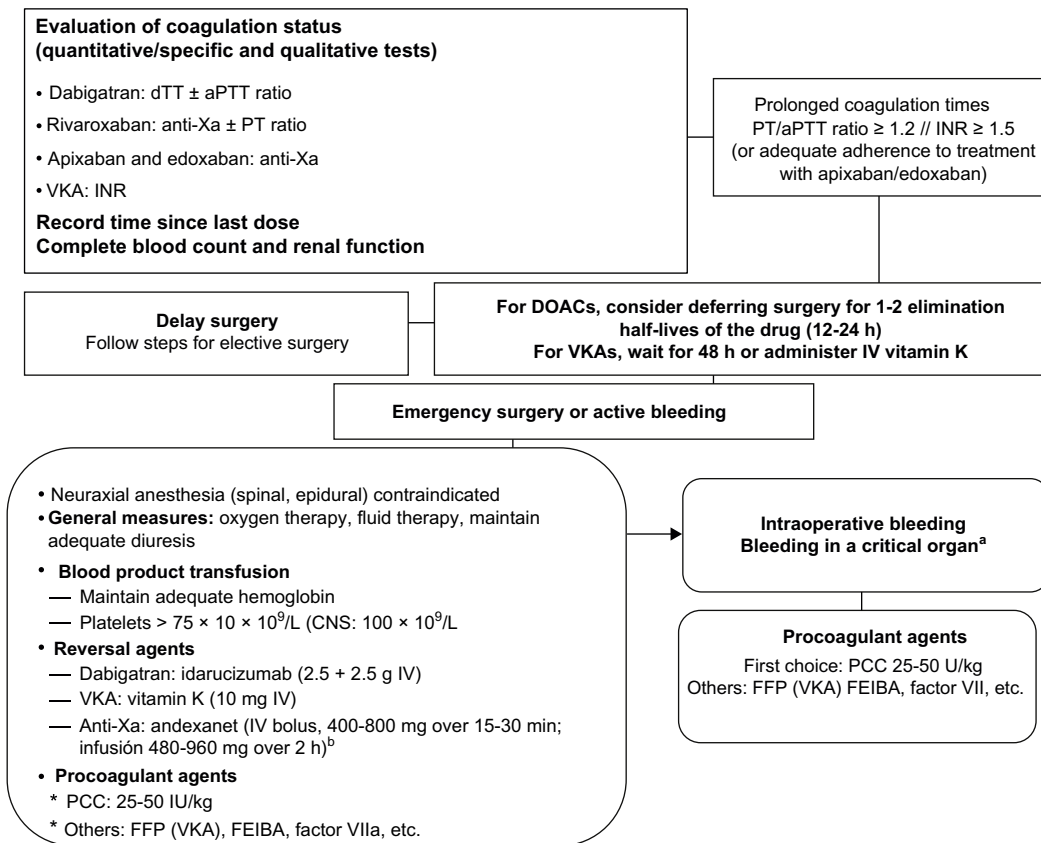 Evaluation of coagulation status
(quantitative/specific and qualitative tests)
• Dabigatran: dTT ± aPTT ratio
• Rivaroxaban: anti-Xa ± PT ratio
• Apixaban and edoxaban: anti-Xa
• VKA: INR
Record time since last dose
Complete blood count and renal function
Prolonged coagulation times
PT/aPTT ratio ≥ 1.2 // INR ≥ 1.5
(or adequate adherence to treatment
with apixaban/edoxaban)
Delay surgery
Follow steps for elective surgery
For DOACs, consider deferring surgery for 1-2 elimination
half-lives of the drug (12-24 h)
For VKAs, wait for 48 h or administer IV vitamin K
Emergency surgery or active bleeding
• Neuraxial anesthesia (spinal, epidural) contraindicated
• General measures: oxygen therapy, fluid therapy, maintain
adequate diuresis
• Blood product transfusion
— Maintain adequate hemoglobin
— Platelets > 75 × 10 × 10⁹/L (CNS: 100 × 10⁹/L
• Reversal agents
— Dabigatran: idarucizumab (2.5 + 2.5 g IV)
— VKA: vitamin K (10 mg IV)
— Anti-Xa: andexanet (IV bolus, 400-800 mg over 15-30 min;
infusión 480-960 mg over 2 h)ᵇ
• Procoagulant agents
* PCC: 25-50 IU/kg
* Others: FFP (VKA), FEIBA, factor VIIa, etc.
Intraoperative bleeding
Bleeding in a critical organᵃ
Procoagulant agents
First choice: PCC 25-50 U/kg
Others: FFP (VKA) FEIBA, factor VII, etc.